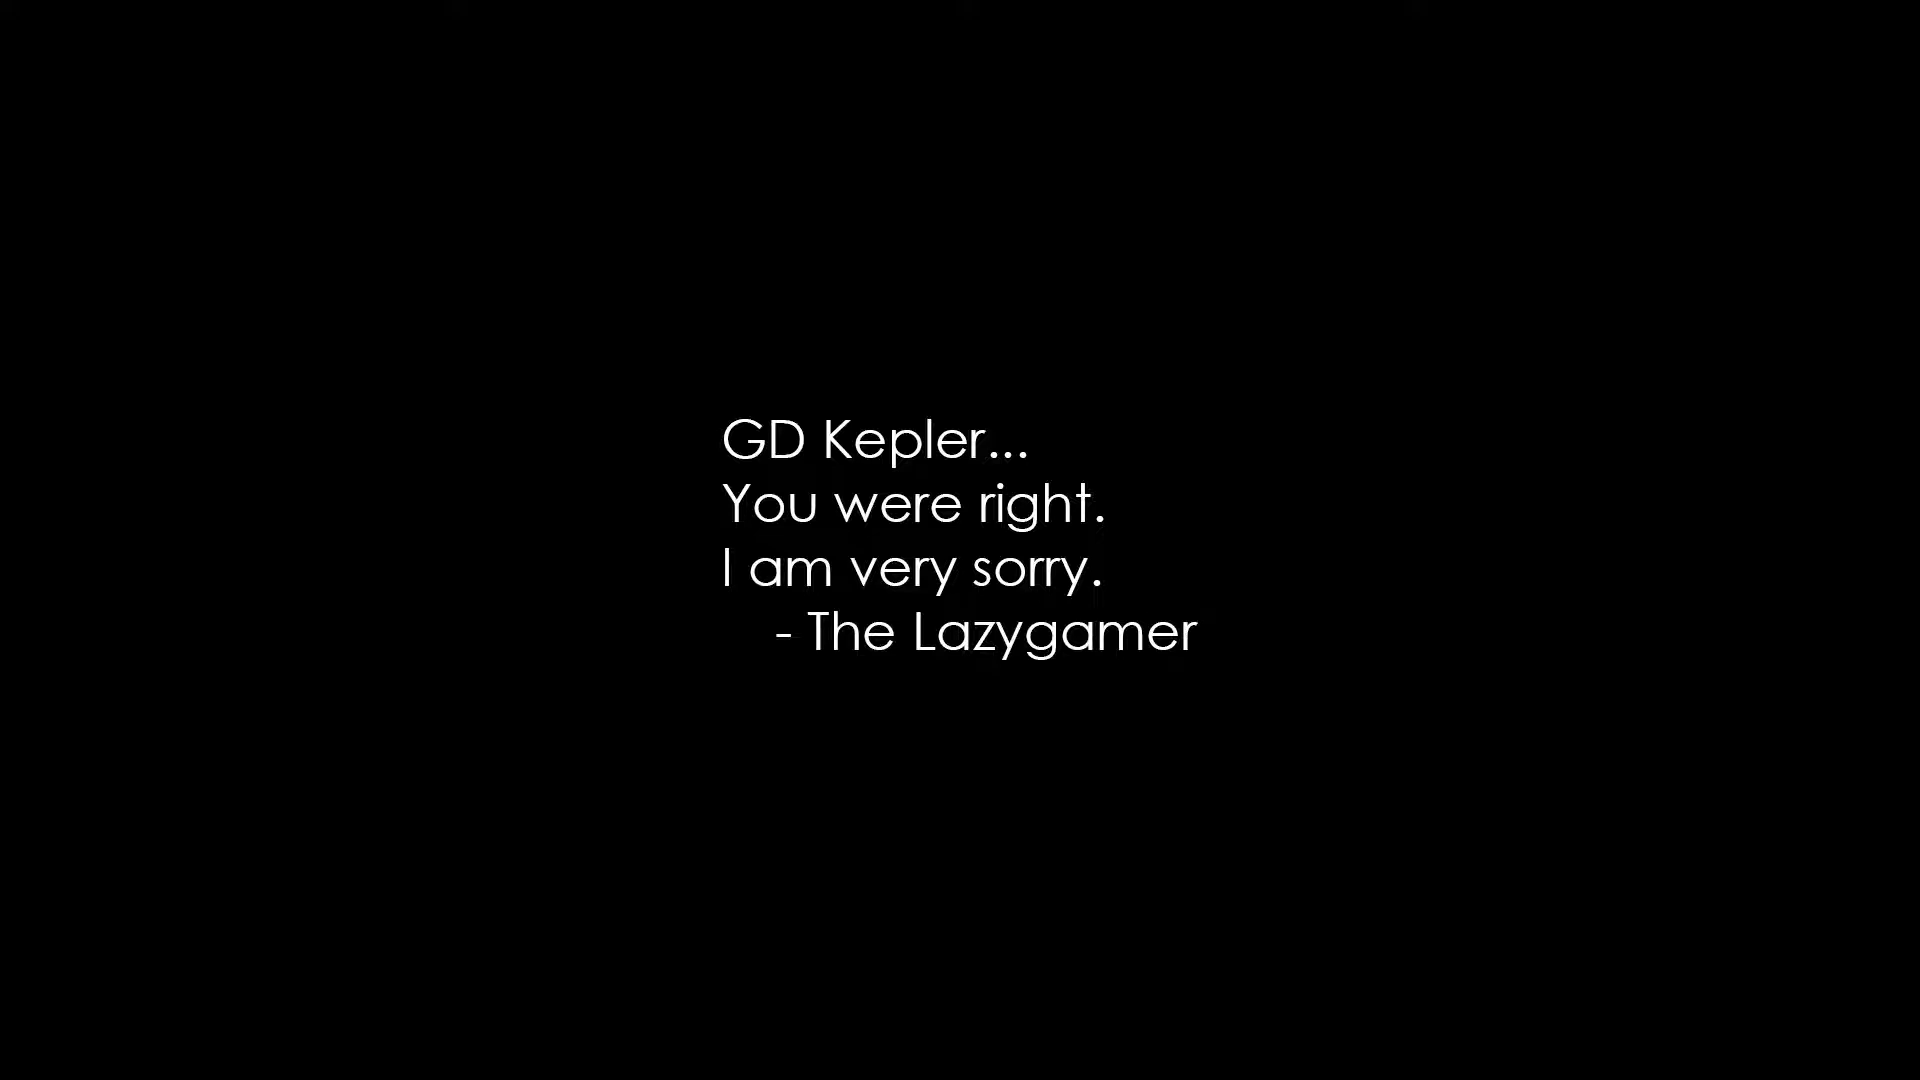 GD Kepler...
You were right.
I am very sorry.
- The Lazygamer